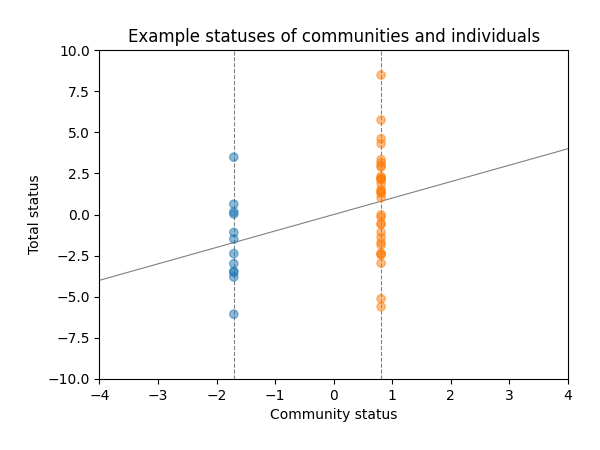 Example statuses of communities and individuals
10.0
7.5
5.0
2.5
0.0
−2.5
−5.0
−7.5
−10.0
Total status
−4 −3 −2 −1 0 1 2 3 4
Community status